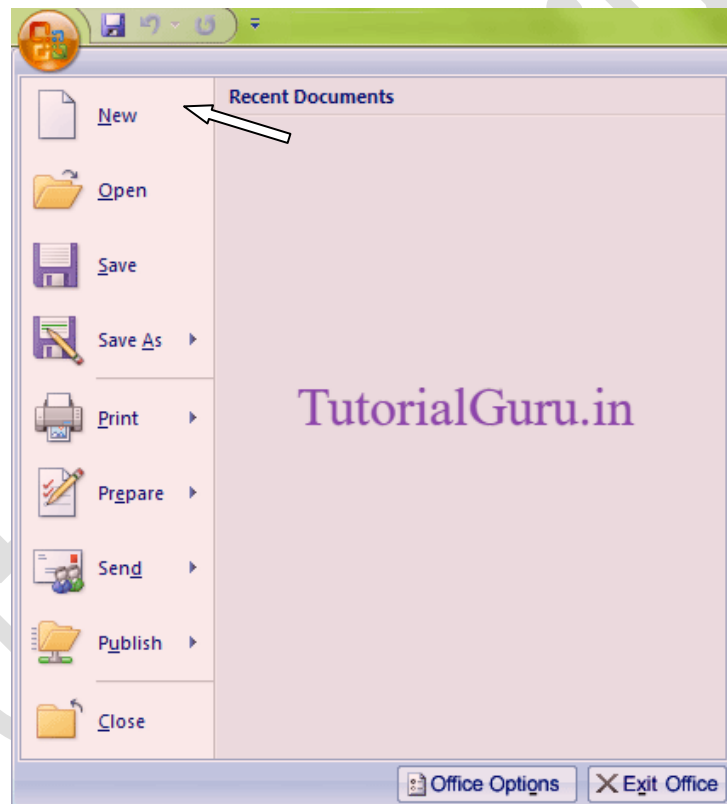 Recent Documents
New
Open
Save
Save As
Print
Prepare
Send
Publish
Close
TutorialGuru.in
Office Options
Exit Office